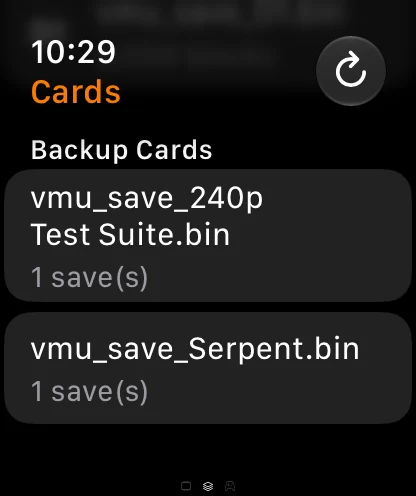 10:29
Cards
Backup Cards
vmu_save_240p
Test Suite.bin
1 save(s)
vmu_save_Serpent.bin
1 save(s)